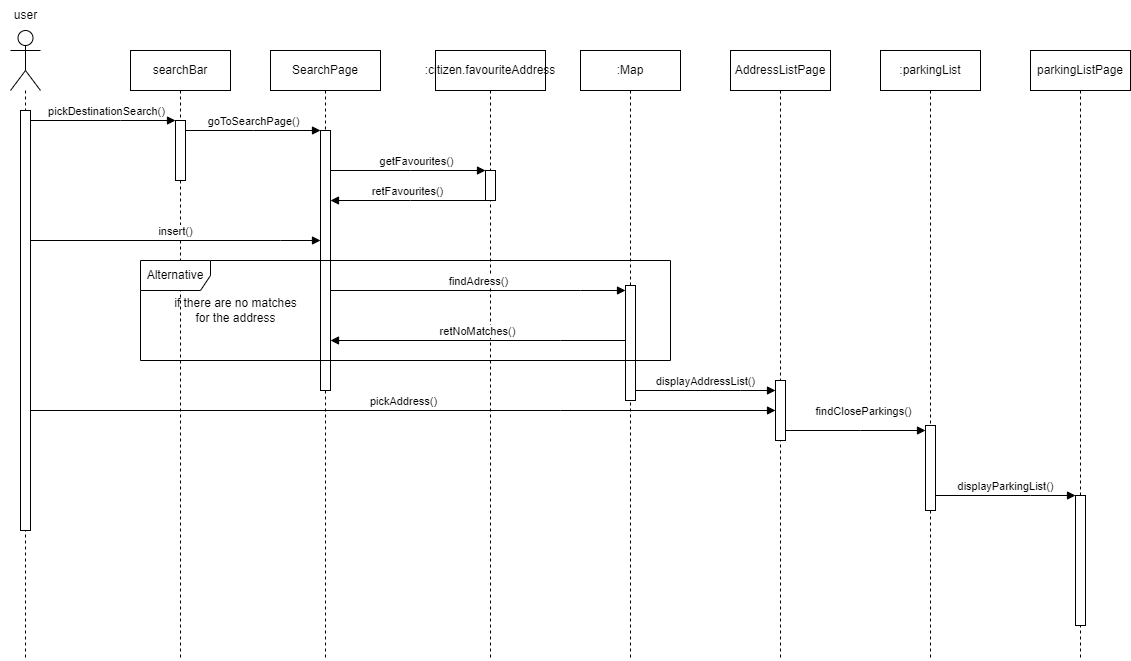 user
searchBar
SearchPage
:citizen.favouriteAddress
:Map
AddressListPage
:parkingList
parkingListPage
pickDestinationSearch()
goToSearchPage()
getFavourites()
retFavourites()
insert()
Alternative
if there are no matches
for the address
findAdress()
retNoMatches()
displayAddressList()
pickAddress()
findCloseParkings()
displayParkingList()